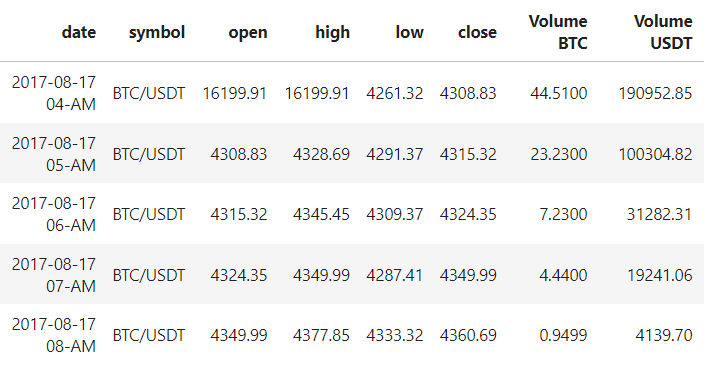 date symbol open high low close Volume BTC Volume USDT
2017-08-17 04-AM BTC/USDT 16199.91 16199.91 4261.32 4308.83 44.5100 190952.85
2017-08-17 05-AM BTC/USDT 4308.83 4328.69 4291.37 4315.32 23.2300 100304.82
2017-08-17 06-AM BTC/USDT 4315.32 4345.45 4309.37 4324.35 7.2300 31282.31
2017-08-17 07-AM BTC/USDT 4324.35 4349.99 4287.41 4349.99 4.4400 19241.06
2017-08-17 08-AM BTC/USDT 4349.99 4377.85 4333.32 4360.69 0.9499 4139.70